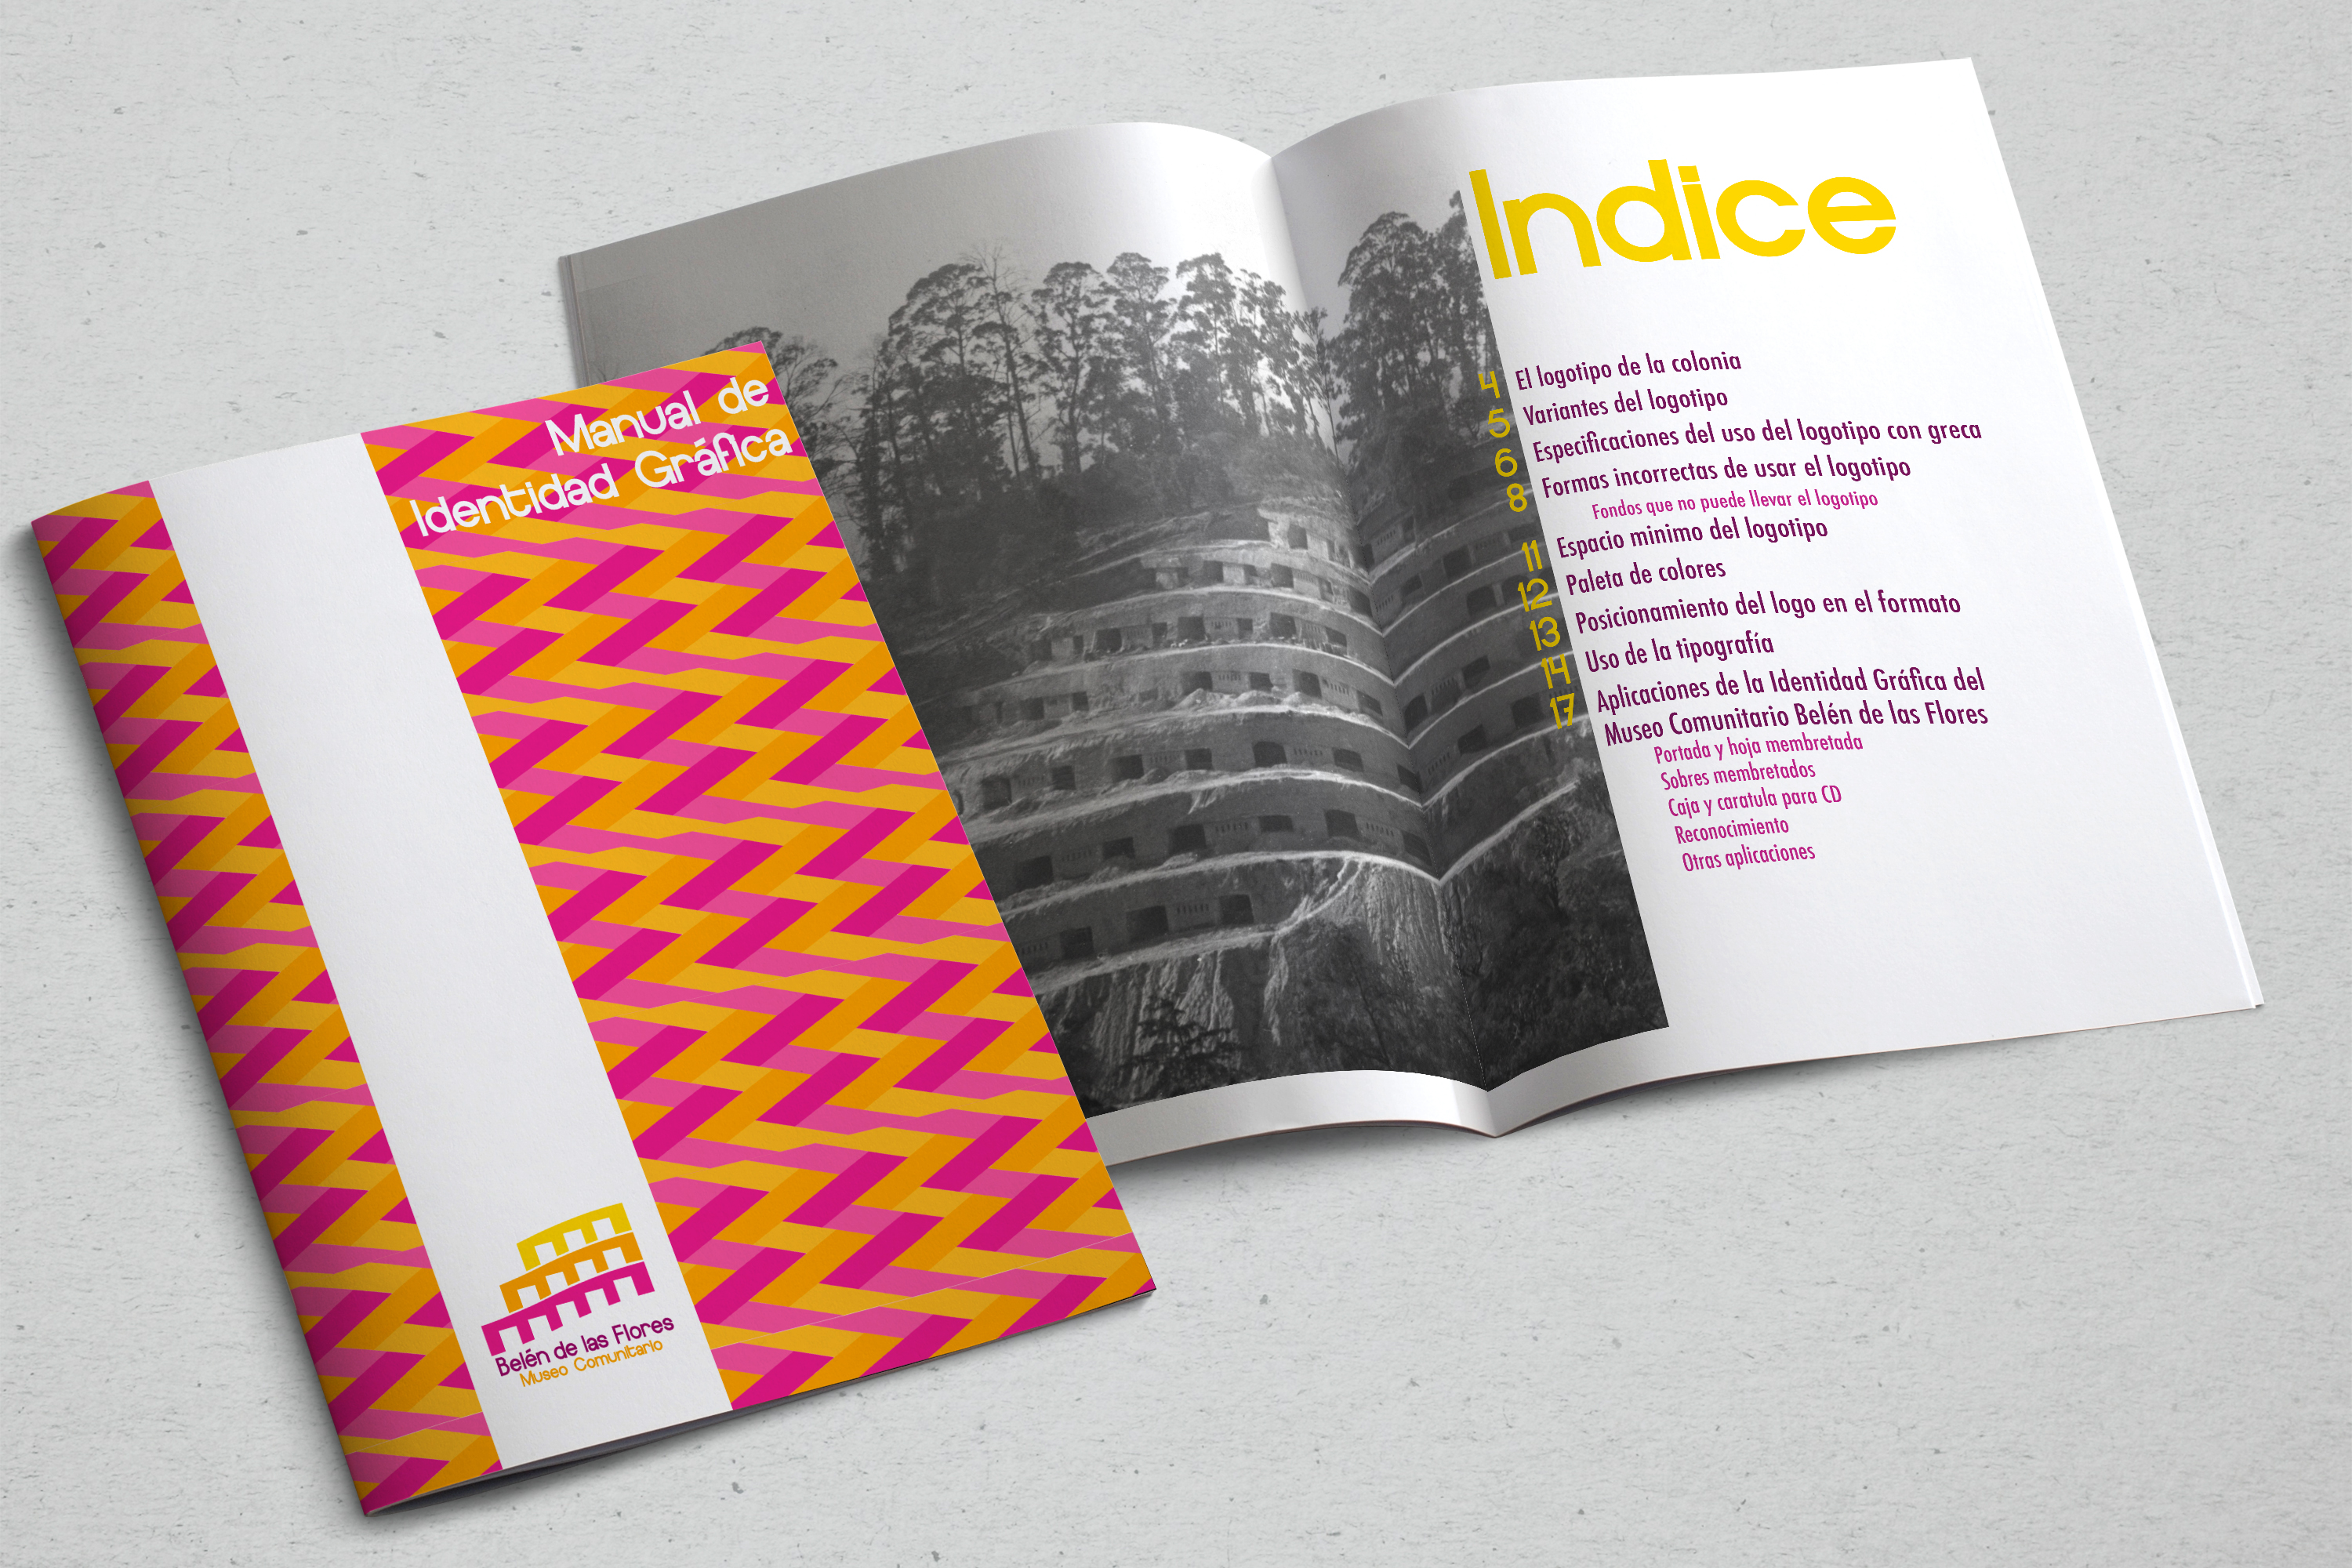 Manual de
Identidad Gráfica
Belén de las Flores
Museo Comunitario
Indice
4 El logotipo de la colonia
5 Variantes del logotipo
6 Especificaciones del uso del logotipo con greca
8 Formas incorrectas de usar el logotipo
Fondos que no puede llevar el logotipo
11 Espacio minimo del logotipo
12 Paleta de colores
13 Posicionamiento del logo en el formato
14 Uso de la tipografía
17 Aplicaciones de la Identidad Gráfica del
Museo Comunitario Belén de las Flores
Portada y hoja membretada
Sobres membretados
Caja y caratula para CD
Reconocimiento
Otras aplicaciones